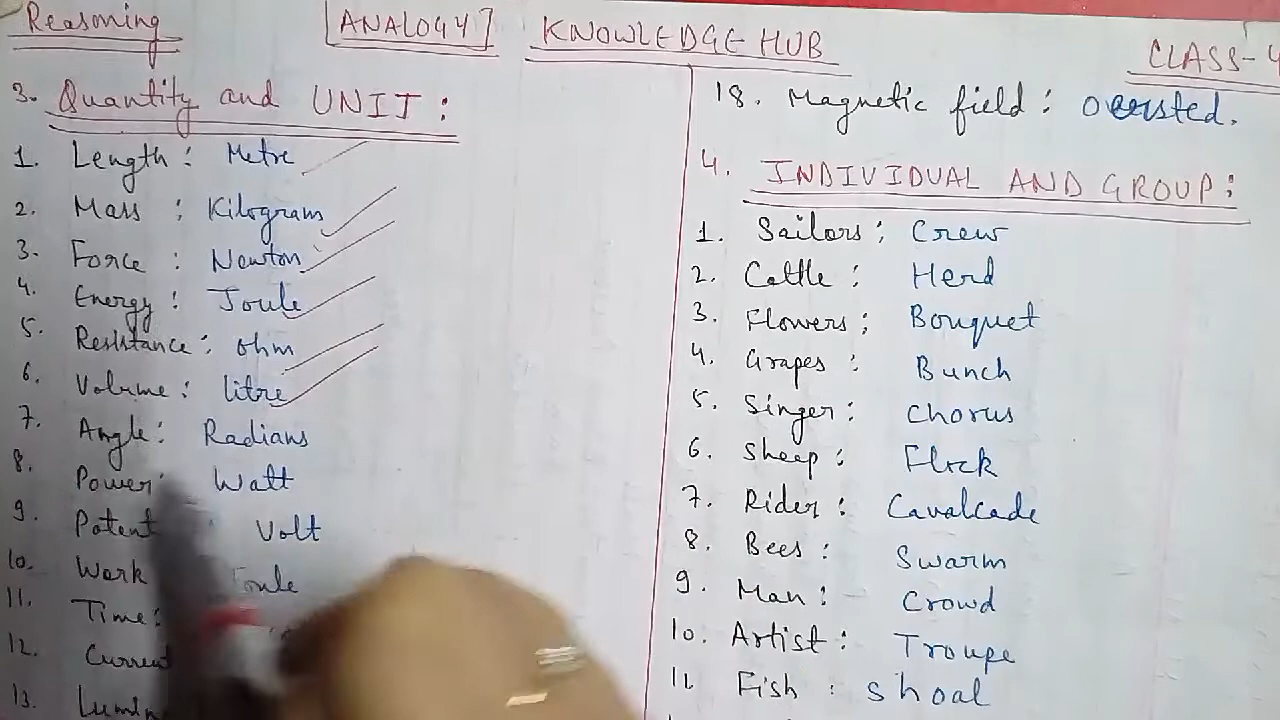 Reasoning [ANALOGY] KNOWLEDGE HUB CLASS-4
3. Quantity and UNIT:
1. Length: Metre
2. Mass : Kilogram
3. Force : Newton
4. Energy : Joule
5. Resistance: ohm
6. Volume: litre
7. Angle: Radians
8. Power: Watt
9. Volt
10. Work Joule
11. Time:
12. Current
13.
18. Magnetic field: Oersted.
4. INDIVIDUAL AND GROUP:
1. Sailors: Crew
2. Cattle: Herd
3. Flowers: Bouquet
4. Grapes: Bunch
5. Singer: Chorus
6. Sheep: Flock
7. Rider: Cavalcade
8. Bees: Swarm
9. Man: Crowd
10. Artist: Troupe
11 Fish : Shoal